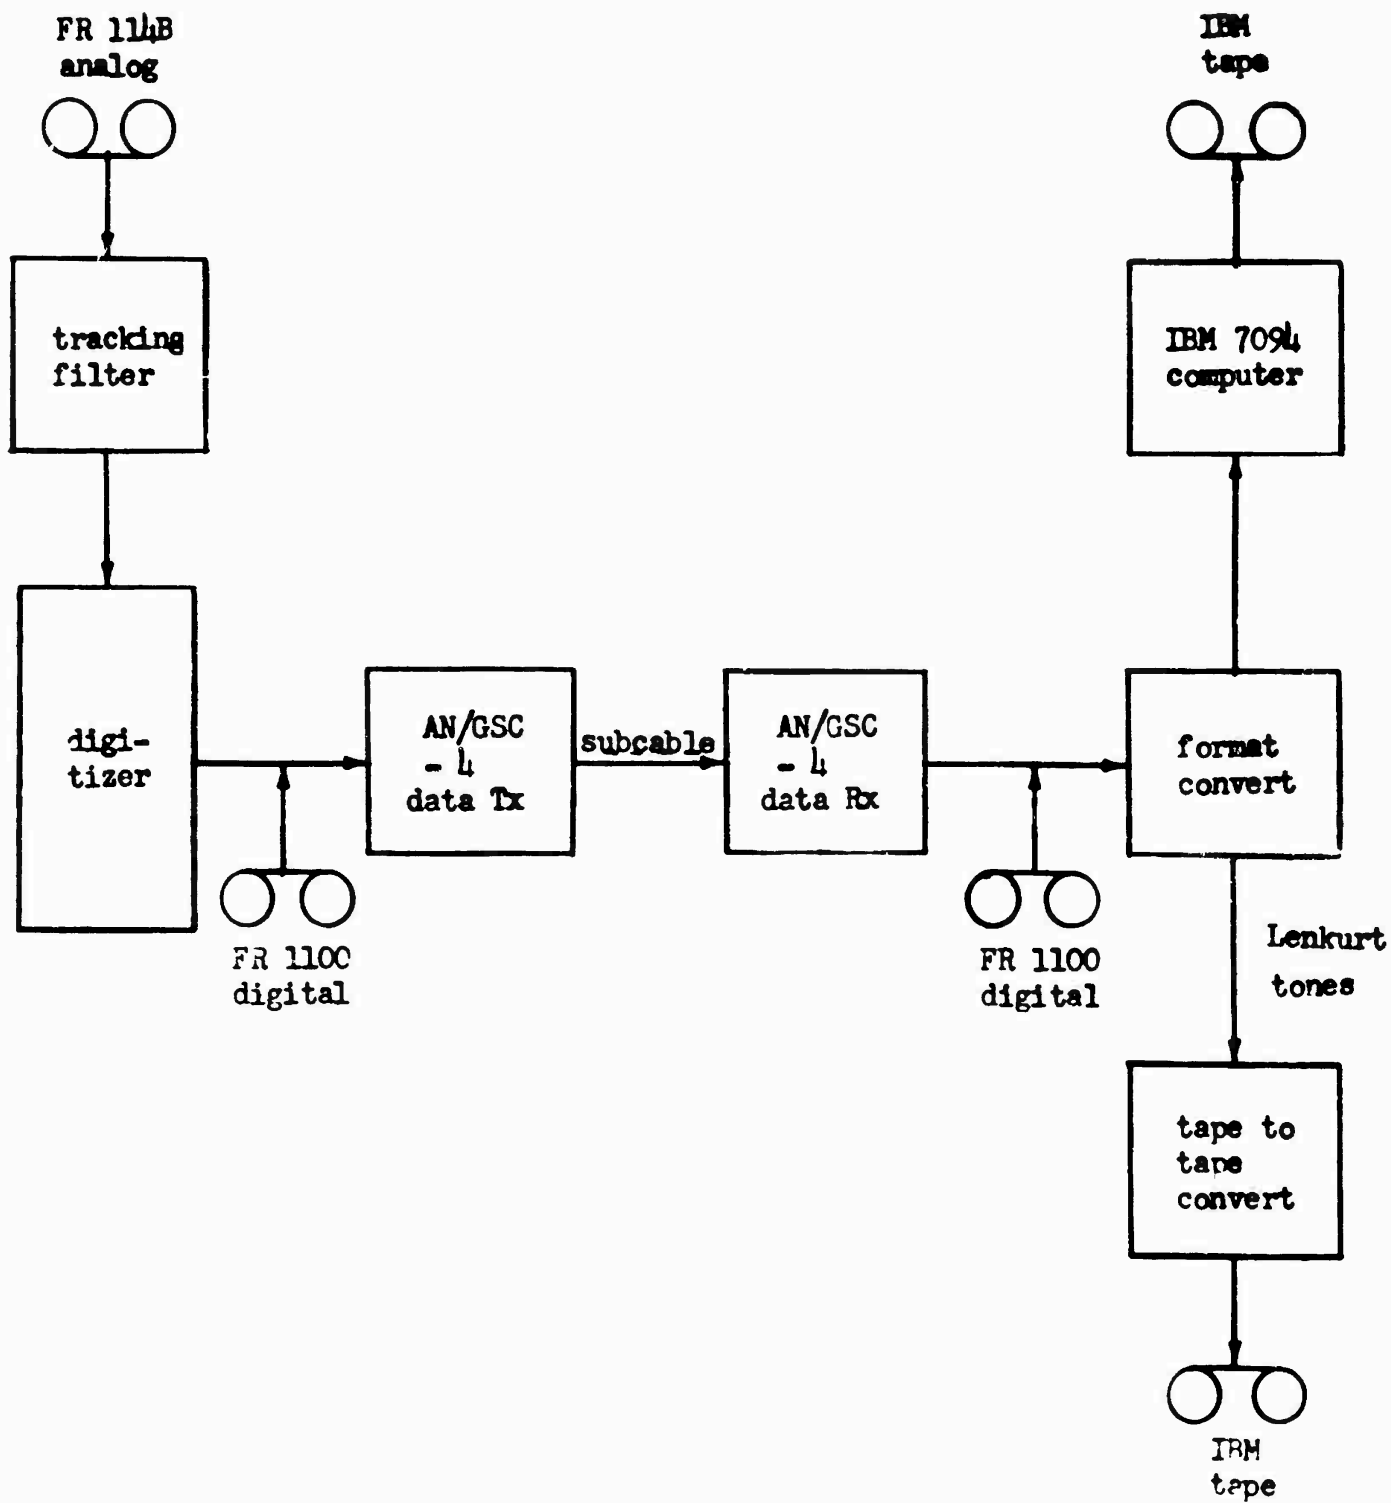 FR 114B
analog
IBM
tape
tracking
filter
IBM 7094
computer
digi-
tizer
AN/GSC
- 4
data Tx
subcable
AN/GSC
- 4
data Rx
format
convert
FR 1100
digital
FR 1100
digital
Lenkurt
tones
tape to
tape
convert
IBM
tape